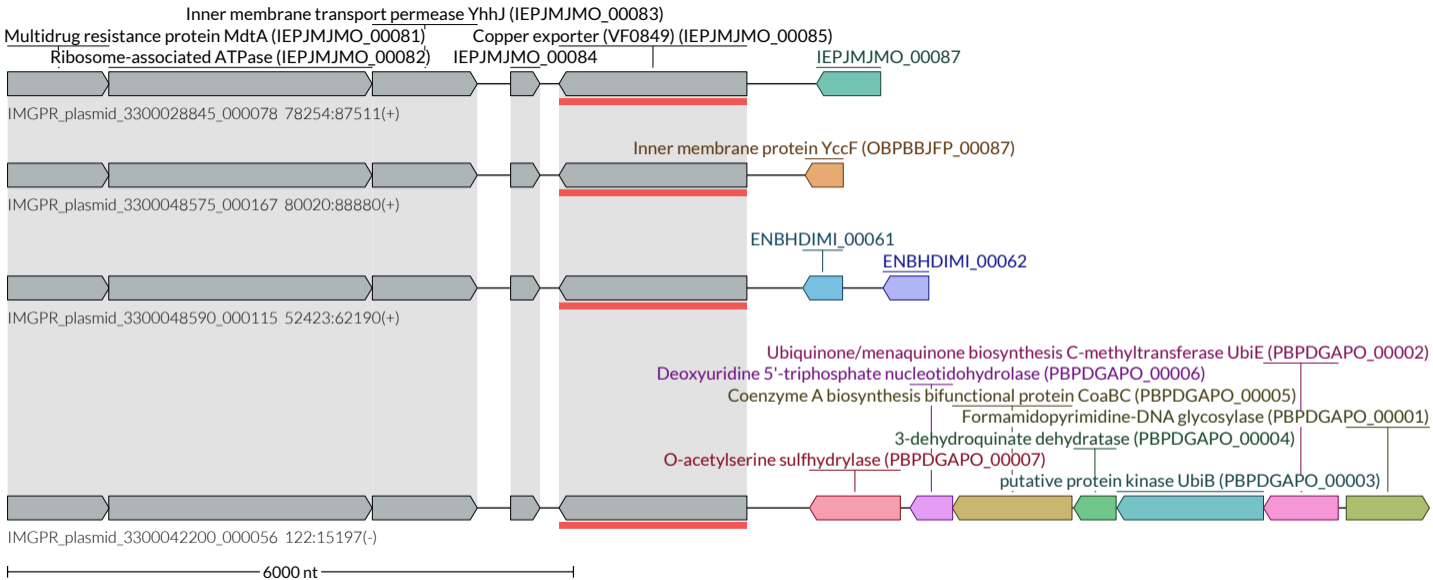 Inner membrane transport permease YhhJ (IEPJMJMO_00083)
Multidrug resistance protein MdtA (IEPJMJMO_00081) Copper exporter (VF0849) (IEPJMJMO_00085)
Ribosome-associated ATPase (IEPJMJMO_00082) IEPJMJMO_00084 IEPJMJMO_00087
IMGPR_plasmid_3300028845_000078 78254:87511(+)
Inner membrane protein YccF (OBPBBJFP_00087)
IMGPR_plasmid_3300048575_000167 80020:88880(+)
ENBHDIMI_00061
ENBHDIMI_00062
IMGPR_plasmid_3300048590_000115 52423:62190(+)
Ubiquinone/menaquinone biosynthesis C-methyltransferase UbiE (PBPDGAPO_00002)
Deoxyuridine 5'-triphosphate nucleotidohydrolase (PBPDGAPO_00006)
Coenzyme A biosynthesis bifunctional protein CoaBC (PBPDGAPO_00005)
Formamidopyrimidine-DNA glycosylase (PBPDGAPO_00001)
3-dehydroquinate dehydratase (PBPDGAPO_00004)
O-acetylserine sulfhydrylase (PBPDGAPO_00007)
putative protein kinase UbiB (PBPDGAPO_00003)
IMGPR_plasmid_3300042200_000056 122:15197(-)
6000 nt